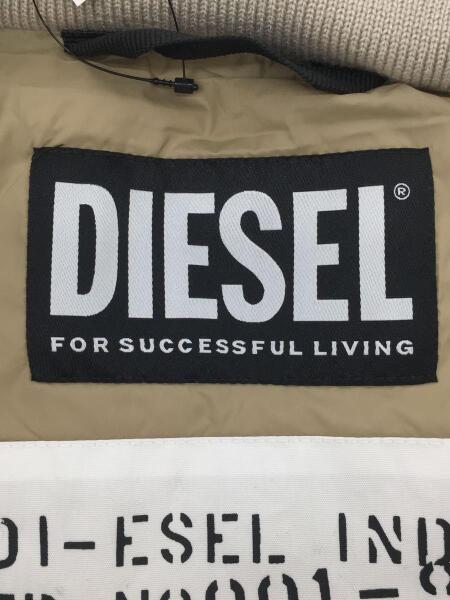 DIESEL®
FOR SUCCESSFUL LIVING
DI-ESEL IND